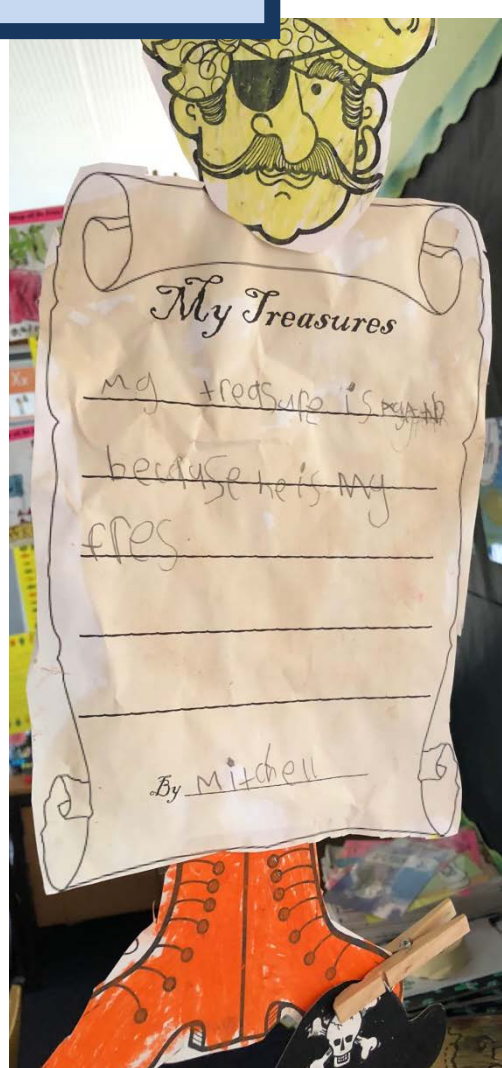 My Treasures
my treasure is
because he is my
fres.
By Mitchell